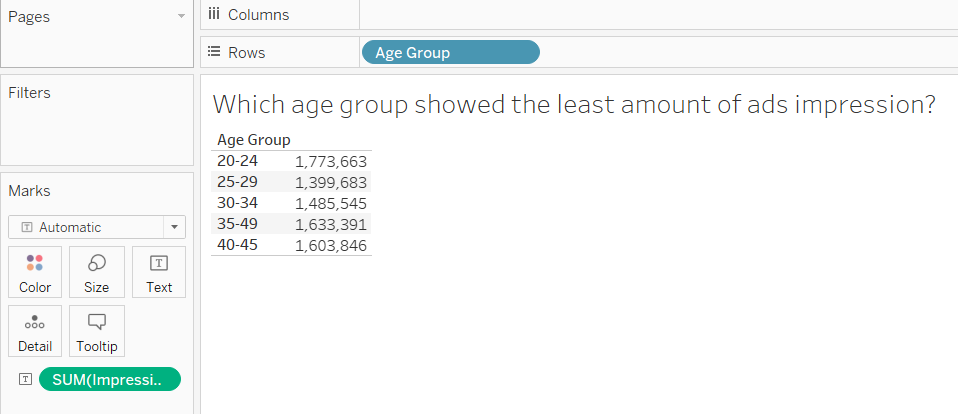 Pages
iii Columns
Rows Age Group
Filters
Which age group showed the least amount of ads impression?
Age Group
20-24 1,773,663
25-29 1,399,683
30-34 1,485,545
35-49 1,633,391
40-45 1,603,846
Marks
T Automatic
Color Size T Text
Detail Tooltip
T SUM(Impressi..